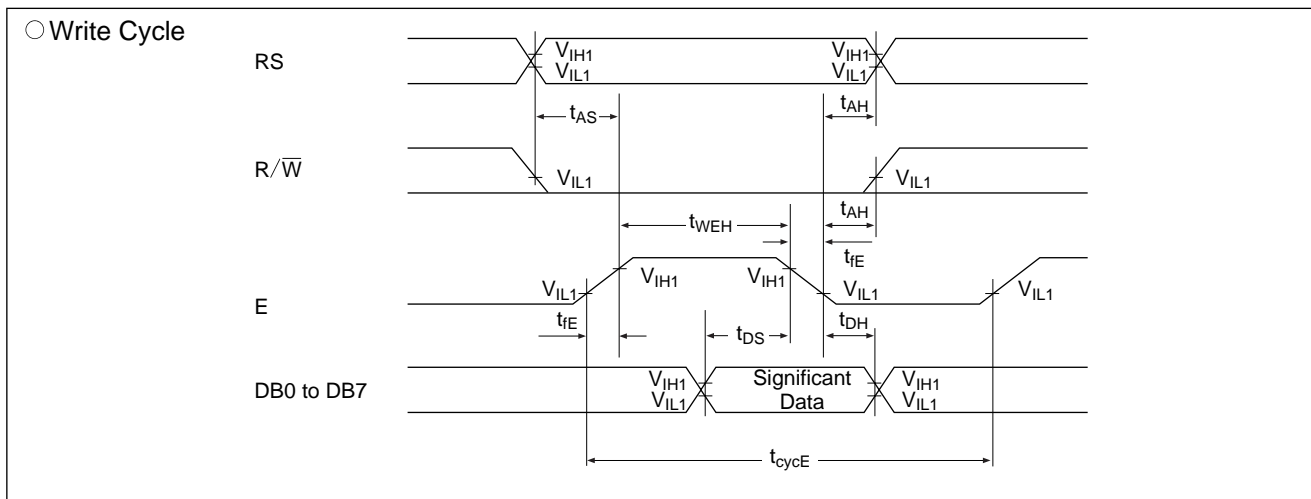 ○ Write Cycle
RS
VIH1
VIL1
VIH1
VIL1
tAS
tAH
R/W̅
VIL1
VIL1
tWEH
tAH
tfE
E
VIL1
VIH1
VIH1
VIL1
VIL1
tfE
tDS
tDH
DB0 to DB7
VIH1
VIL1
Significant
Data
VIH1
VIL1
tcycE